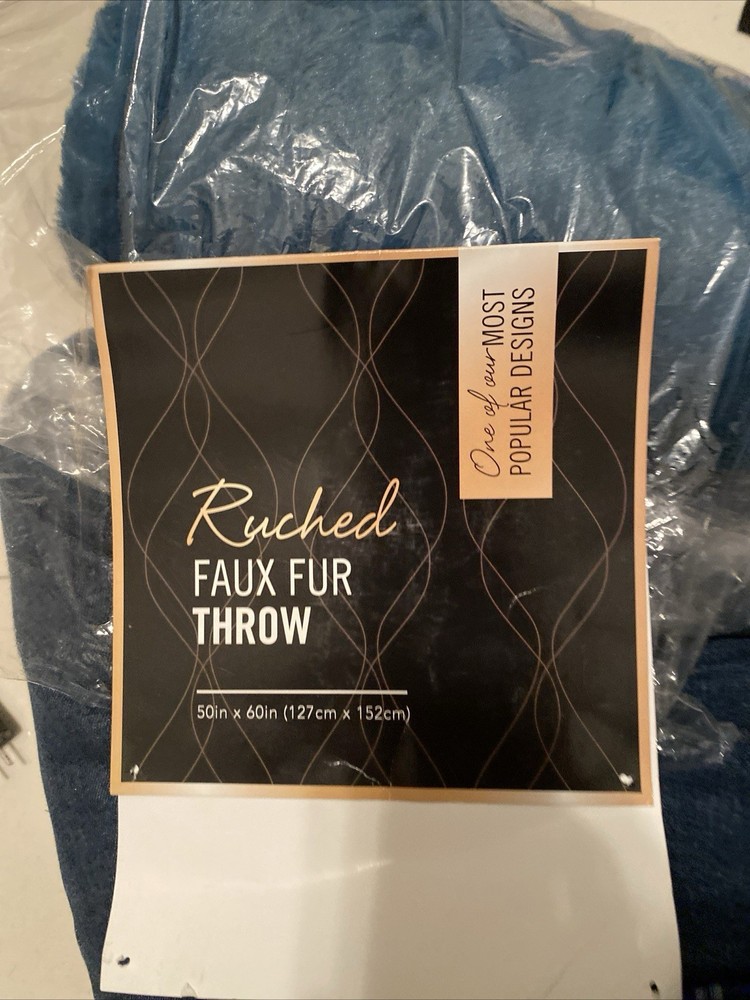 One of our MOST
POPULAR DESIGNS
Ruched
FAUX FUR
THROW
50in x 60in (127cm x 152cm)